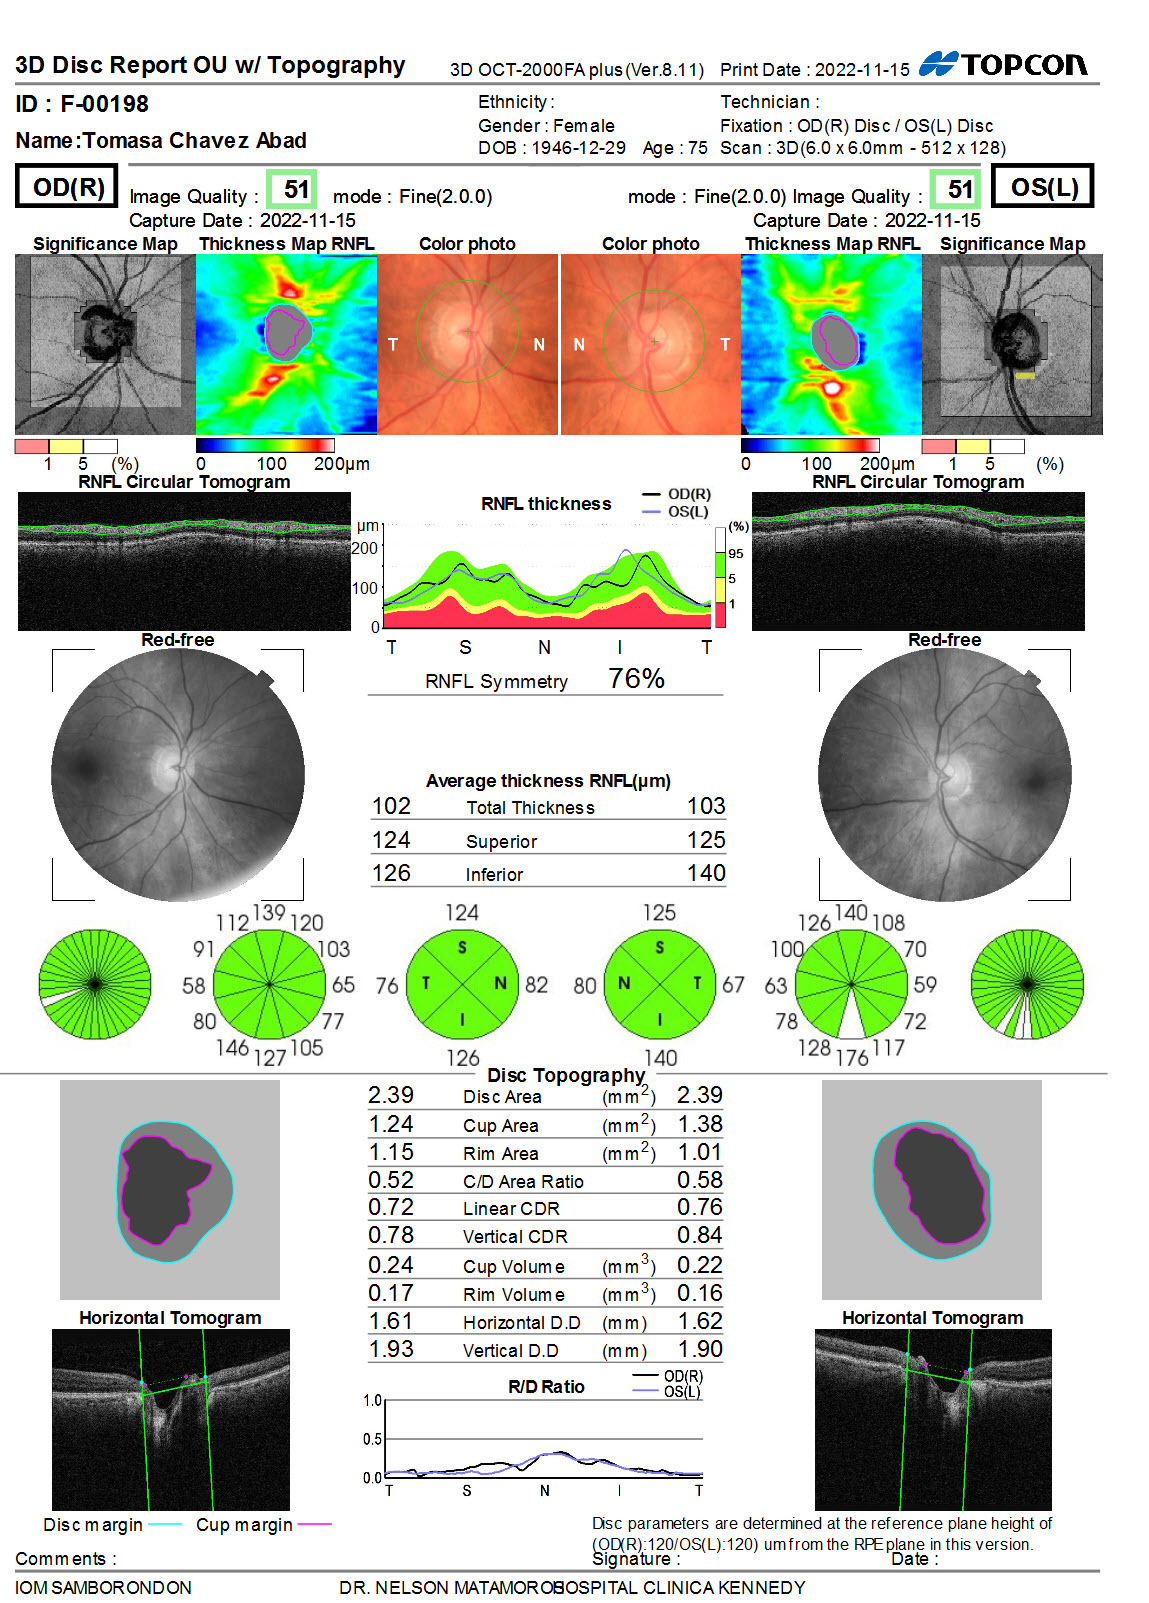 3D Disc Report OU w/ Topography 3D OCT-2000FA plus(Ver.8.11) Print Date : 2022-11-15 TOPCON
ID : F-00198 Ethnicity : Technician :
Name:Tomasa Chavez Abad Gender : Female Fixation : OD(R) Disc / OS(L) Disc
DOB : 1946-12-29 Age : 75 Scan : 3D(6.0 x 6.0mm - 512 x 128)
OD(R) Image Quality : 51 mode : Fine(2.0.0) mode : Fine(2.0.0) Image Quality : 51 OS(L)
Capture Date : 2022-11-15 Capture Date : 2022-11-15
Significance Map Thickness Map RNFL Color photo Color photo Thickness Map RNFL Significance Map
T N N T
1 5 (%) 0 100 200µm 0 100 200µm 1 5 (%)
RNFL Circular Tomogram RNFL Circular Tomogram
RNFL thickness OD(R)
OS(L)
µm (%)
200 95
100 5
1
0
T S N I T
Red-free Red-free
RNFL Symmetry 76%
Average thickness RNFL(µm)
102 Total Thickness 103
124 Superior 125
126 Inferior 140
112 139 120 124 125 126 140 108
91 103 S S 100 70
58 65 76 T N 82 80 N T 67 63 59
80 77 I I 78 72
146 127 105 126 140 128 176 117
Disc Topography
2.39 Disc Area (mm2) 2.39
1.24 Cup Area (mm2) 1.38
1.15 Rim Area (mm2) 1.01
0.52 C/D Area Ratio 0.58
0.72 Linear CDR 0.76
0.78 Vertical CDR 0.84
0.24 Cup Volume (mm3) 0.22
0.17 Rim Volume (mm3) 0.16
Horizontal Tomogram 1.61 Horizontal D.D (mm) 1.62 Horizontal Tomogram
1.93 Vertical D.D (mm) 1.90
R/D Ratio OD(R)
OS(L)
1.0
0.5
0.0
T S N I T
Disc margin Cup margin
Disc parameters are determined at the reference plane height of
(OD(R):120/OS(L):120) um from the RPE plane in this version.
Comments : Signature : Date :
IOM SAMBORONDON DR. NELSON MATAMOROS HOSPITAL CLINICA KENNEDY